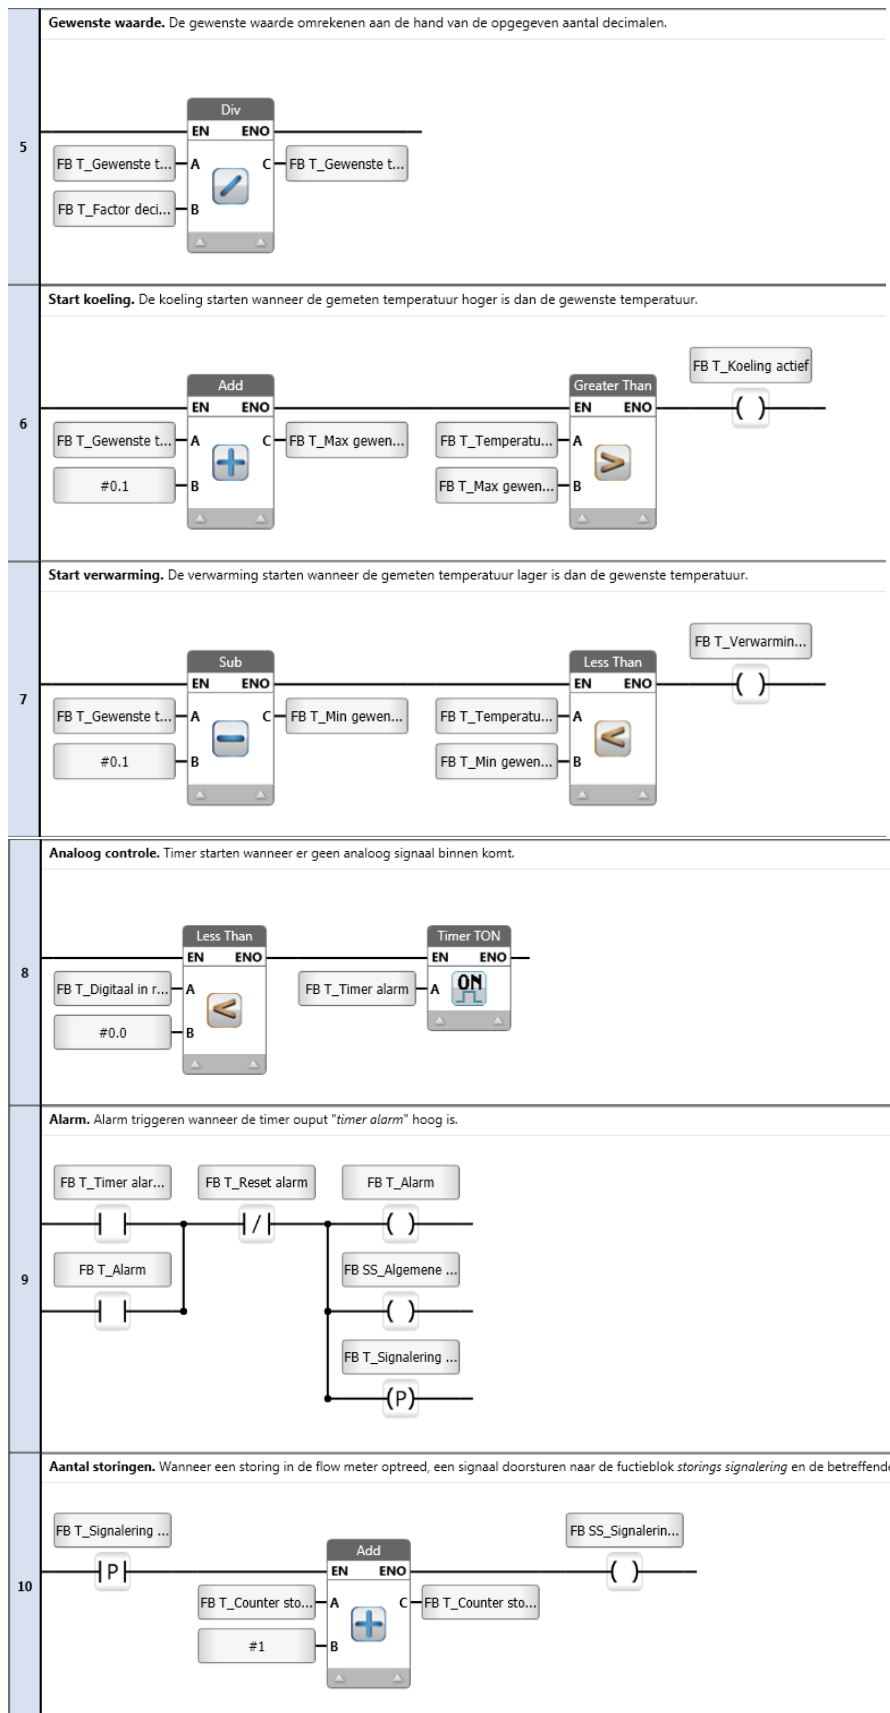 Gewenste waarde. De gewenste waarde omrekenen aan de hand van de opgegeven aantal decimalen.
Div
EN ENO
5
FB T_Gewenste t... A C FB T_Gewenste t...
FB T_Factor deci... B
Start koeling. De koeling starten wanneer de gemeten temperatuur hoger is dan de gewenste temperatuur.
FB T_Koeling actief
Add Greater Than
EN ENO EN ENO ( )
6
FB T_Gewenste t... A C FB T_Max gewen... FB T_Temperatu... A
#0.1 B FB T_Max gewen... B
Start verwarming. De verwarming starten wanneer de gemeten temperatuur lager is dan de gewenste temperatuur.
FB T_Verwarmin...
Sub Less Than
EN ENO EN ENO ( )
7
FB T_Gewenste t... A C FB T_Min gewen... FB T_Temperatu... A
#0.1 B FB T_Min gewen... B
Analoog controle. Timer starten wanneer er geen analoog signaal binnen komt.
Less Than Timer TON
EN ENO EN ENO
8
FB T_Digitaal in r... A FB T_Timer alarm A ON
#0.0 B
Alarm. Alarm triggeren wanneer de timer ouput "timer alarm" hoog is.
FB T_Timer alar... FB T_Reset alarm FB T_Alarm
/ ( )
9
FB T_Alarm FB SS_Algemene ...
( )
FB T_Signalering ...
(P)
Aantal storingen. Wanneer een storing in de flow meter optreed, een signaal doorsturen naar de fuctieblok storings signalering en de betreffende
FB T_Signalering ... FB SS_Signalerin...
Add
P EN ENO ( )
10
FB T_Counter sto... A C FB T_Counter sto...
#1 B